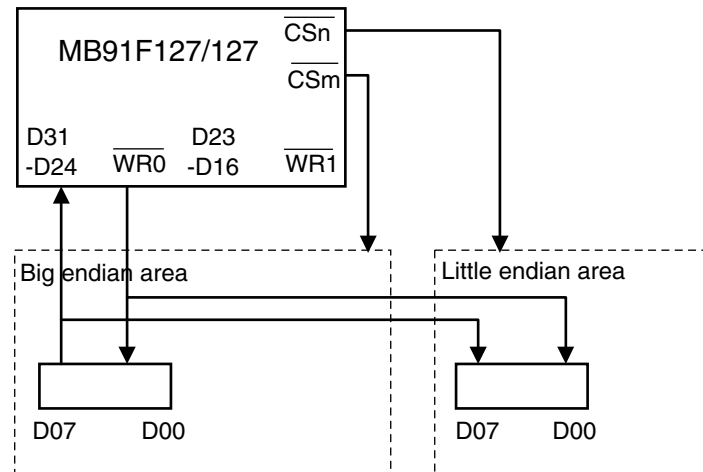 MB91F127/127
CSn
CSm
D31
-D24
WR0
D23
-D16
WR1
Big endian area
Little endian area
D07
D00
D07
D00